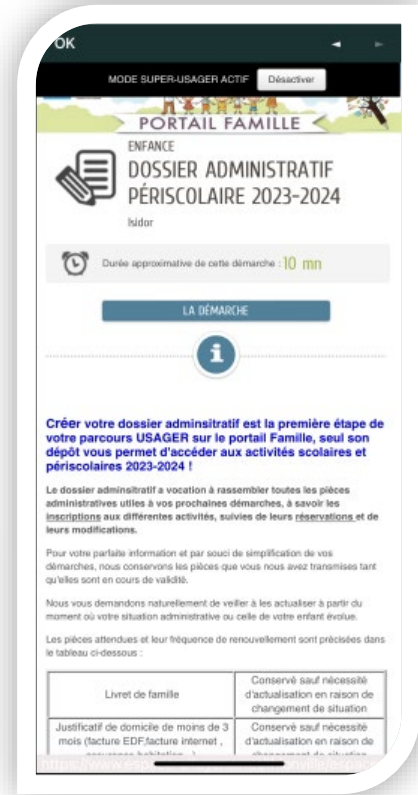 OK
MODE SUPER-USAGER ACTIF Désactiver
PORTAIL FAMILLE
ENFANCE
DOSSIER ADMINISTRATIF
PÉRISCOLAIRE 2023-2024
Isidor
Durée approximative de cette démarche : 10 mn
LA DÉMARCHE
Créer votre dossier adminsitratif est la première étape de
votre parcours USAGER sur le portail Famille, seul son
dépôt vous permet d'accéder aux activités scolaires et
périscolaires 2023-2024 !
Le dossier adminsitratif a vocation à rassembler toutes les pièces
administratives utiles à vos prochaines démarches, à savoir les
inscriptions aux différentes activités, suivies de leurs réservations et de
leurs modifications.
Pour votre parfaite information et par souci de simplification de vos
démarches, nous conservons les pièces que vous nous avez transmises tant
qu'elles sont en cours de validité.
Nous vous demandons naturellement de veiller à les actualiser à partir du
moment où votre situation administrative ou celle de votre enfant évolue.
Les pièces attendues et leur fréquence de renouvellement sont précisées dans
le tableau ci-dessous :
Livret de famille
Conservé sauf nécessité
d'actualisation en raison de
changement de situation
Justificatif de domicile de moins de 3
mois (facture EDF,facture internet ,
Conservé sauf nécessité
d'actualisation en raison de